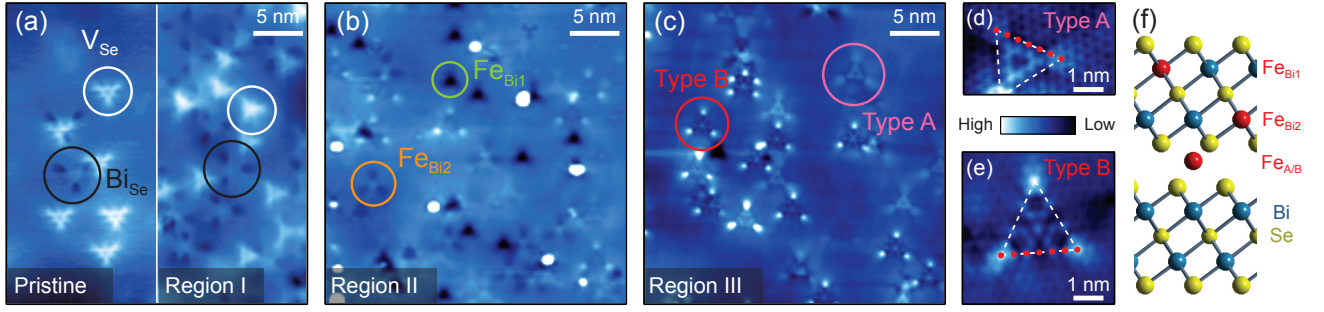 (a)
5 nm
V_Se
Bi_Se
Pristine
Region I
(b)
5 nm
Fe_Bi1
Fe_Bi2
Region II
(c)
5 nm
Type B
Type A
Region III
(d)
Type A
1 nm
High
Low
(e)
Type B
1 nm
(f)
Fe_Bi1
Fe_Bi2
Fe_A/B
Bi
Se